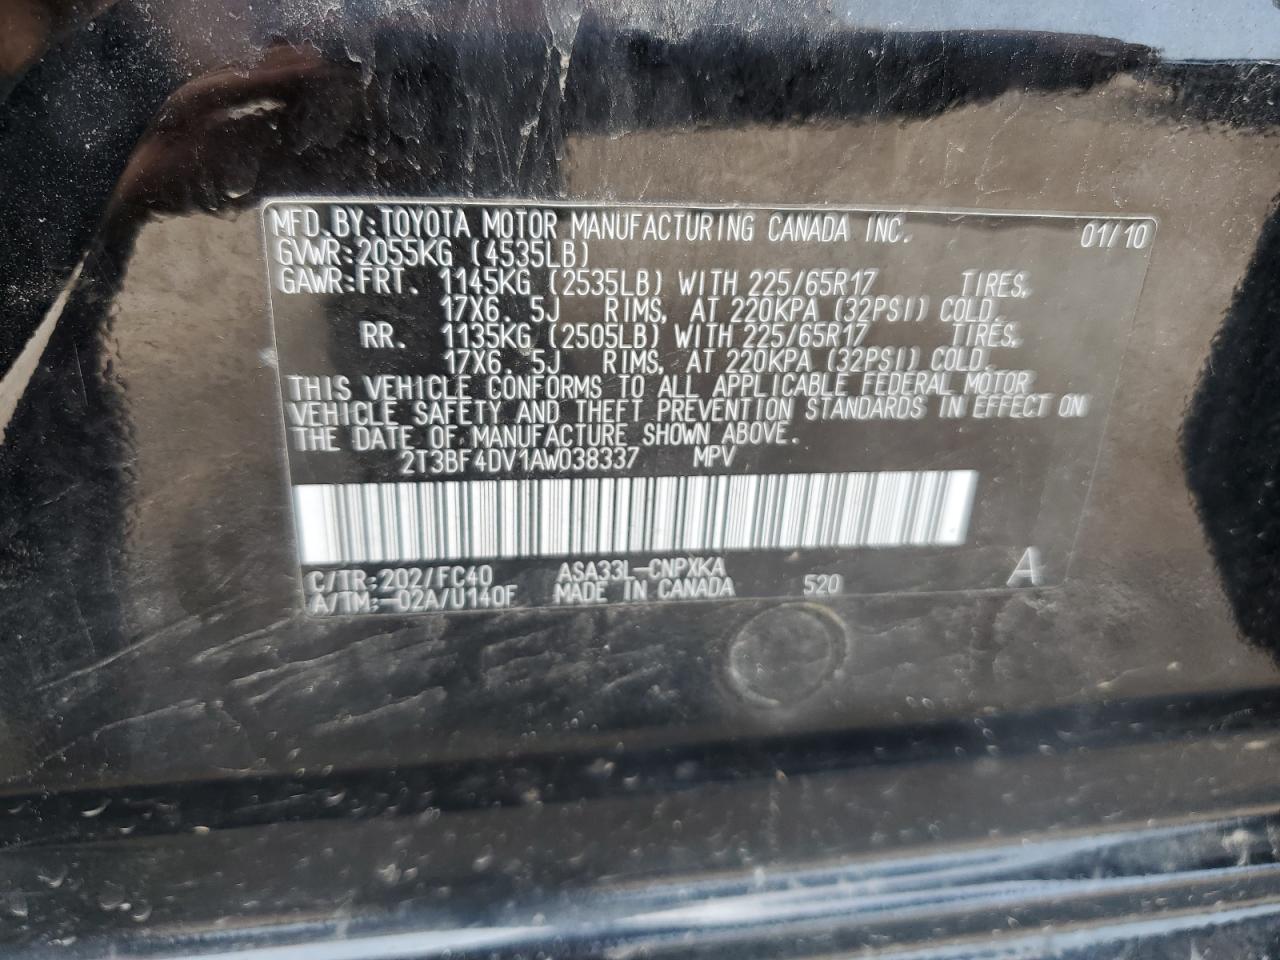 MFD.BY:TOYOTA MOTOR MANUFACTURING CANADA INC. 01/10
GVWR:2055KG (4535LB)
GAWR:FRT. 1145KG (2535LB) WITH 225/65R17 TIRES,
17X6. 5J RIMS, AT 220KPA (32PSI) COLD.
RR. 1135KG (2505LB) WITH 225/65R17 TIRES,
17X6. 5J RIMS, AT 220KPA (32PSI) COLD.
THIS VEHICLE CONFORMS TO ALL APPLICABLE FEDERAL MOTOR
VEHICLE SAFETY AND THEFT PREVENTION STANDARDS IN EFFECT ON
THE DATE OF MANUFACTURE SHOWN ABOVE.
2T3BF4DV1AW038337 MPV
C/TR:202/FC40 ASA33L-CNPXKA
A/TM:-02A/U140F MADE IN CANADA 520 A